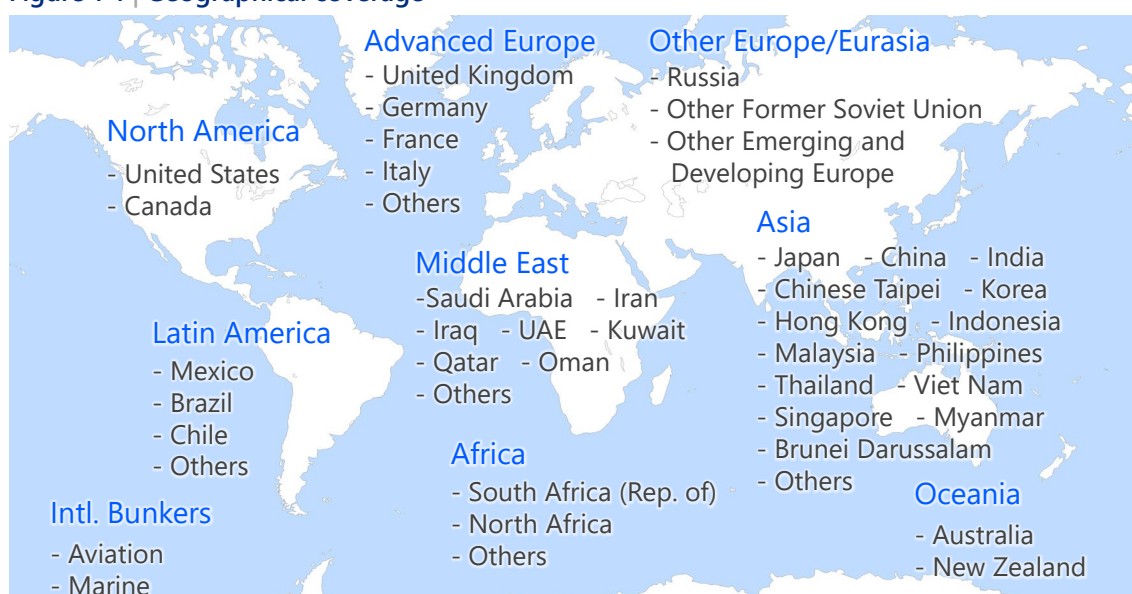 Figure | Geographical coverage
North America
- United States
- Canada
Advanced Europe
- United Kingdom
- Germany
- France
- Italy
- Others
Other Europe/Eurasia
- Russia
- Other Former Soviet Union
- Other Emerging and
Developing Europe
Asia
- Japan - China - India
- Chinese Taipei - Korea
- Hong Kong - Indonesia
- Malaysia - Philippines
- Thailand - Viet Nam
- Singapore - Myanmar
- Brunei Darussalam
- Others
Middle East
-Saudi Arabia - Iran
- Iraq - UAE - Kuwait
- Qatar - Oman
- Others
Latin America
- Mexico
- Brazil
- Chile
- Others
Africa
- South Africa (Rep. of)
- North Africa
- Others
Oceania
- Australia
- New Zealand
Intl. Bunkers
- Aviation
- Marine